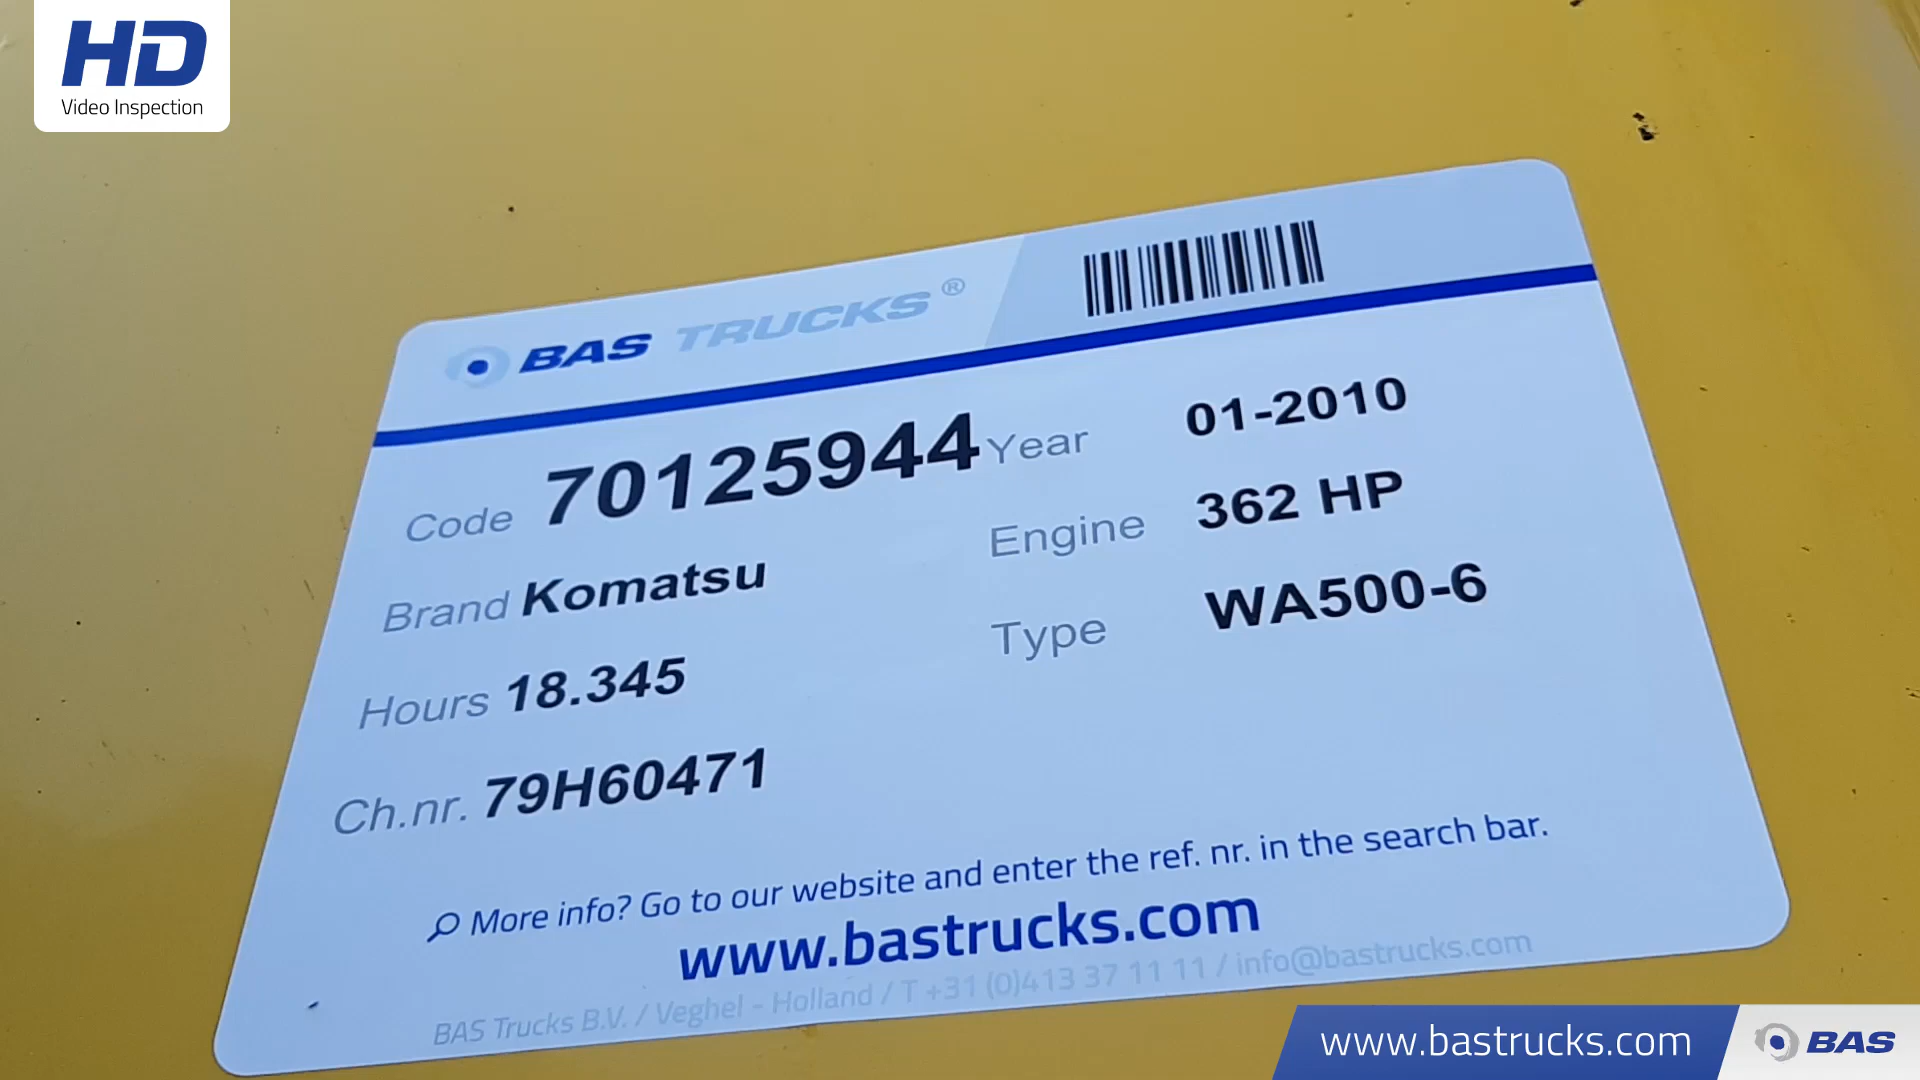 HD
Video Inspection
BAS TRUCKS®
Code 70125944
Year 01-2010
Brand Komatsu
Engine 362 HP
Hours 18.345
Type WA500-6
Ch.nr. 79H60471
More info? Go to our website and enter the ref. nr. in the search bar.
www.bastrucks.com
BAS Trucks B.V. / Veghel - Holland / T +31 (0)413 37 11 11 / info@bastrucks.com
www.bastrucks.com
BAS